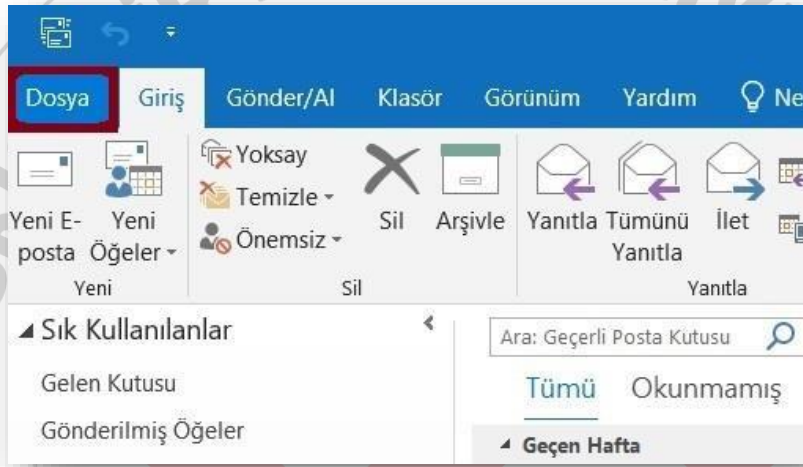 Dosya Giriş Gönder/Al Klasör Görünüm Yardım Ne
Yoksay
Temizle
Önemsiz
Yeni E-posta
Yeni Öğeler
Sil Arşivle
Yanıtla Tümünü Yanıtla İlet
Yeni Sil Yanıtla
Sık Kullanılanlar
Ara: Geçerli Posta Kutusu
Gelen Kutusu
Tümü Okunmamış
Gönderilmiş Öğeler
Geçen Hafta